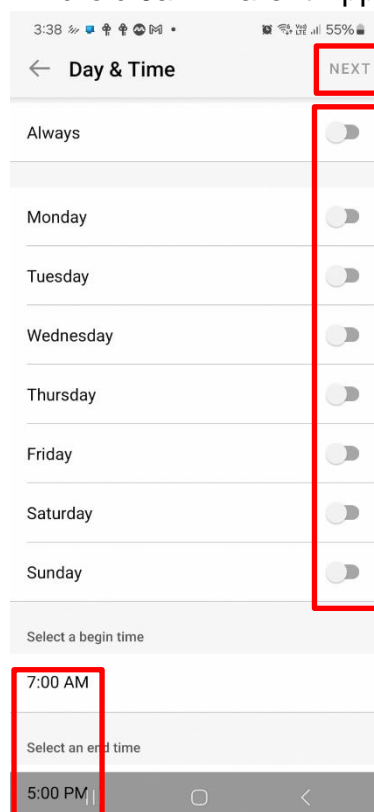 3:38 55%
Day & Time NEXT
Always
Monday
Tuesday
Wednesday
Thursday
Friday
Saturday
Sunday
Select a begin time
7:00 AM
Select an end time
5:00 PM